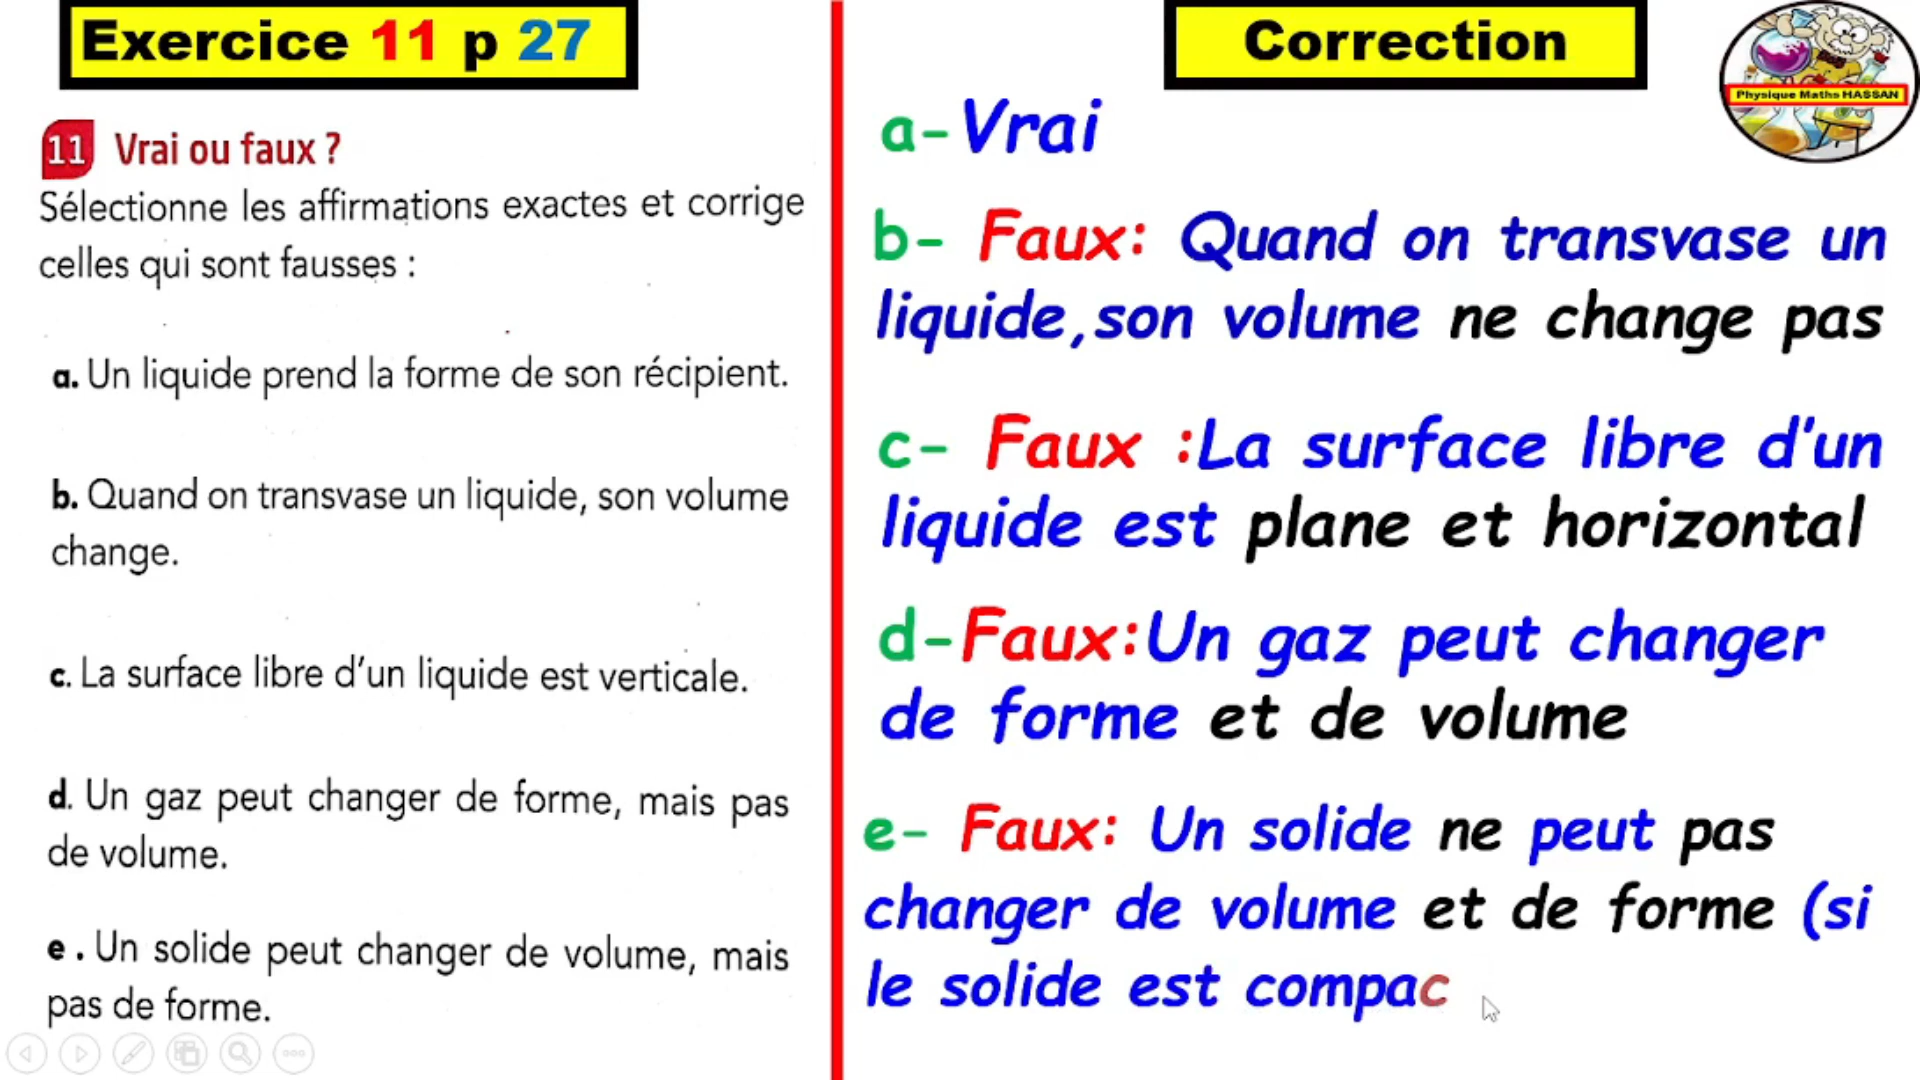 Exercice 11 p 27
11 Vrai ou faux ?
Sélectionne les affirmations exactes et corrige
celles qui sont fausses :
a. Un liquide prend la forme de son récipient.
b. Quand on transvase un liquide, son volume
change.
c. La surface libre d'un liquide est verticale.
d. Un gaz peut changer de forme, mais pas
de volume.
e . Un solide peut changer de volume, mais
pas de forme.
Correction
Physique Maths HASSAN
a-Vrai
b- Faux: Quand on transvase un
liquide,son volume ne change pas
c- Faux :La surface libre d'un
liquide est plane et horizontal
d-Faux:Un gaz peut changer
de forme et de volume
e- Faux: Un solide ne peut pas
changer de volume et de forme (si
le solide est compac